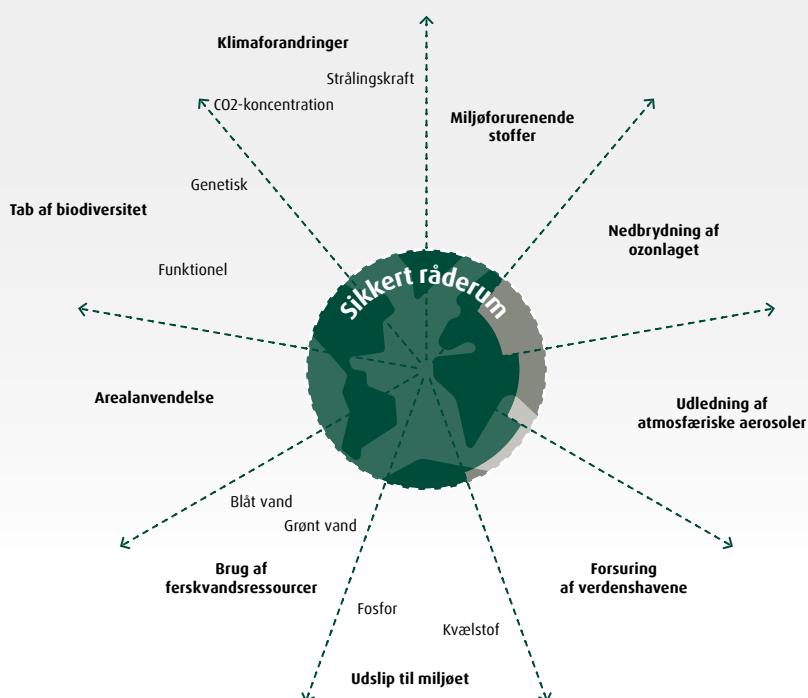 Klimaforandringer
Strålingskraft
CO2-koncentration
Miljøforurenende
stoffer
Genetisk
Tab af biodiversitet
Funktionel
Nedbrydning af
ozonlaget
Sikkert råderum
Arealanvendelse
Udledning af
atmosfæriske aerosoler
Blåt vand
Grønt vand
Brug af
ferskvandsressourcer
Forsuring
af verdenshavene
Fosfor
Kvælstof
Udslip til miljøet